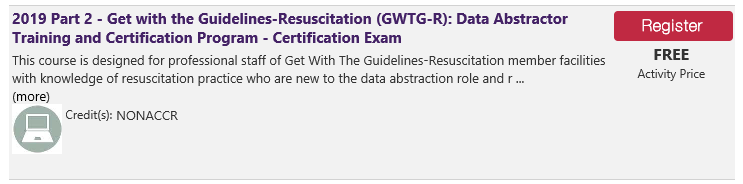 2019 Part 2 - Get with the Guidelines-Resuscitation (GWTG-R): Data Abstractor
Training and Certification Program - Certification Exam
This course is designed for professional staff of Get With The Guidelines-Resuscitation member facilities
with knowledge of resuscitation practice who are new to the data abstraction role and r ...
(more)
Credit(s): NONACCR
Register
FREE
Activity Price